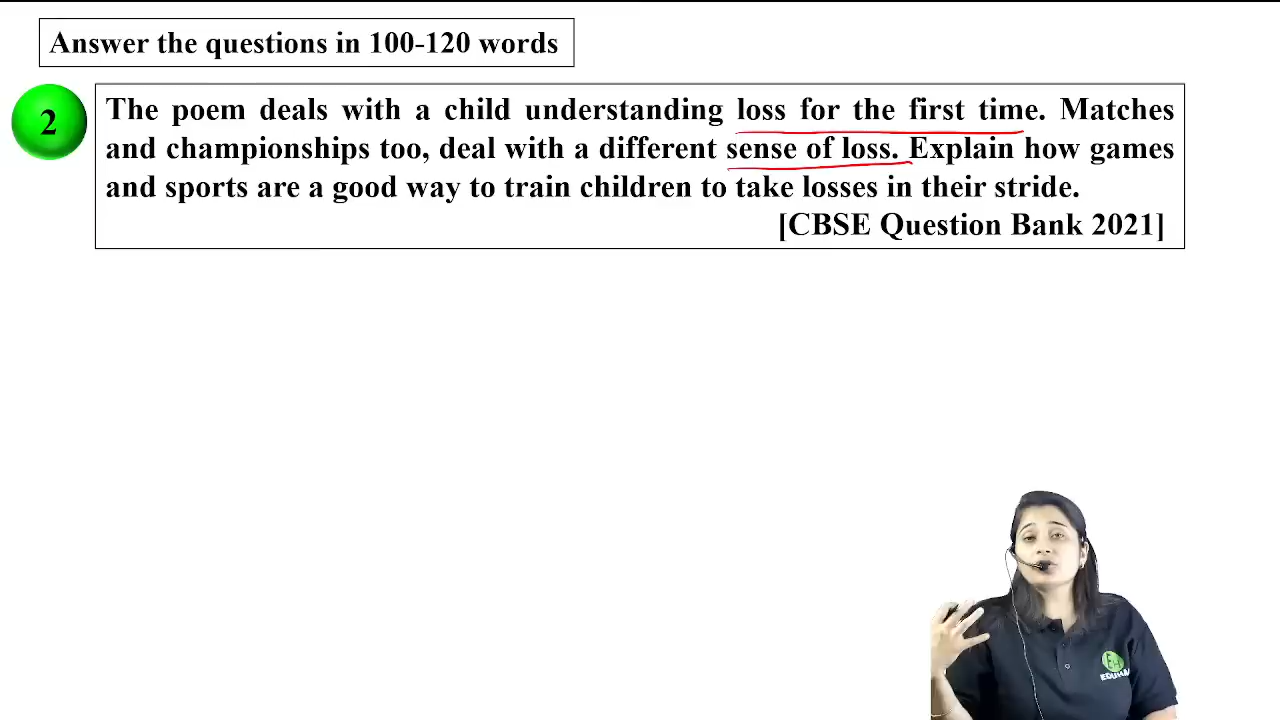 Answer the questions in 100-120 words
2
The poem deals with a child understanding loss for the first time. Matches
and championships too, deal with a different sense of loss. Explain how games
and sports are a good way to train children to take losses in their stride.
[CBSE Question Bank 2021]